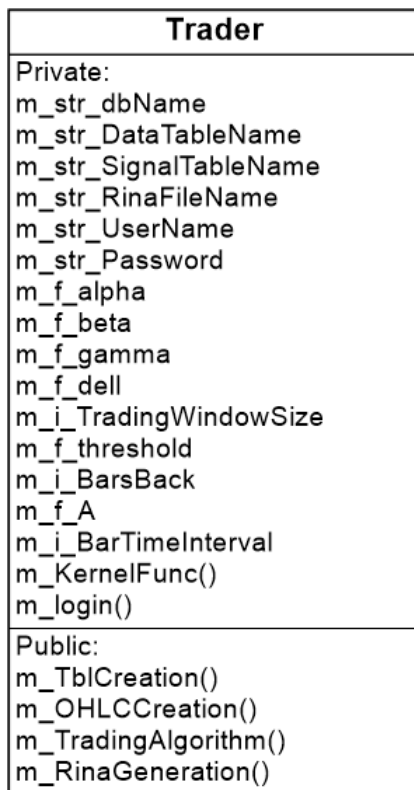 Trader
Private:
m_str_dbName
m_str_DataTableName
m_str_SignalTableName
m_str_RinaFileName
m_str_UserName
m_str_Password
m_f_alpha
m_f_beta
m_f_gamma
m_f_dell
m_i_TradingWindowSize
m_f_threshold
m_i_BarsBack
m_f_A
m_i_BarTimeInterval
m_KernelFunc()
m_login()
Public:
m_TblCreation()
m_OHLCCreation()
m_TradingAlgorithm()
m_RinaGeneration()